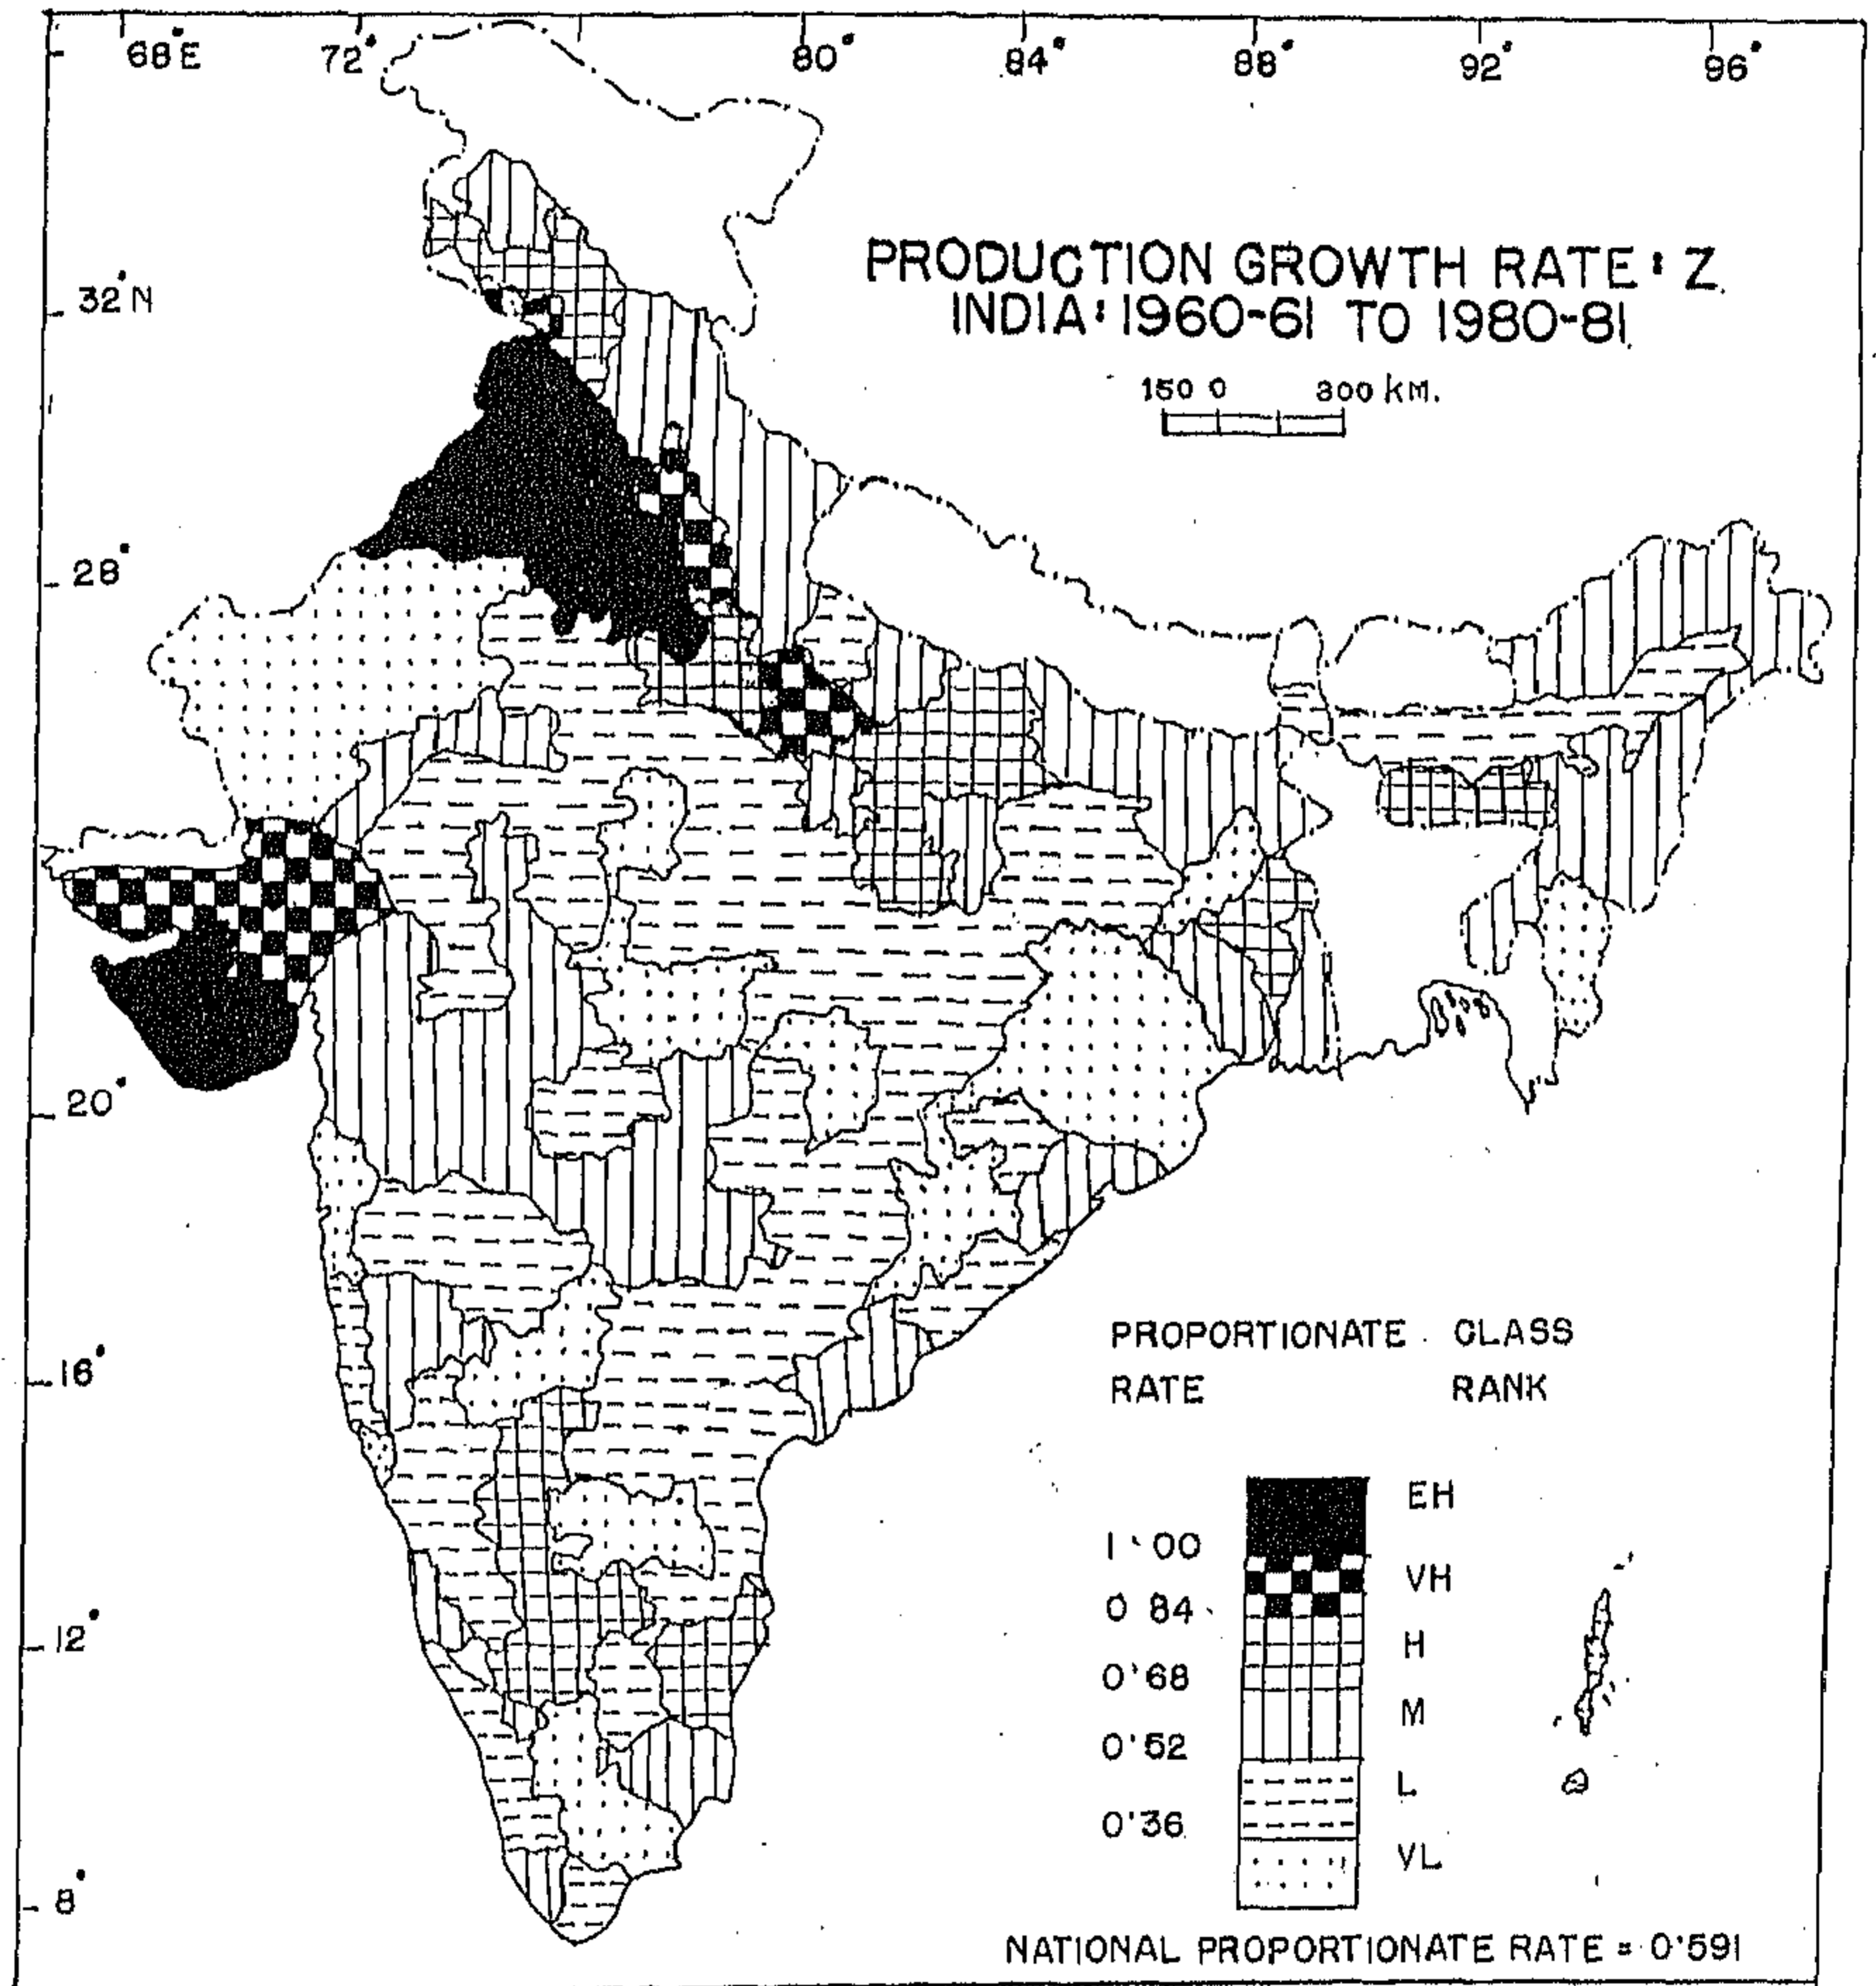 68°E 72° 80° 84° 88° 92° 96°
PRODUCTION GROWTH RATE: Z
INDIA: 1960-61 TO 1980-81
32°N
150 0 300 KM.
28°
20°
16°
12°
8°
PROPORTIONATE CLASS
RATE RANK
EH
1.00
VH
0.84
H
0.68
M
0.52
L
0.36
VL
NATIONAL PROPORTIONATE RATE = 0.591